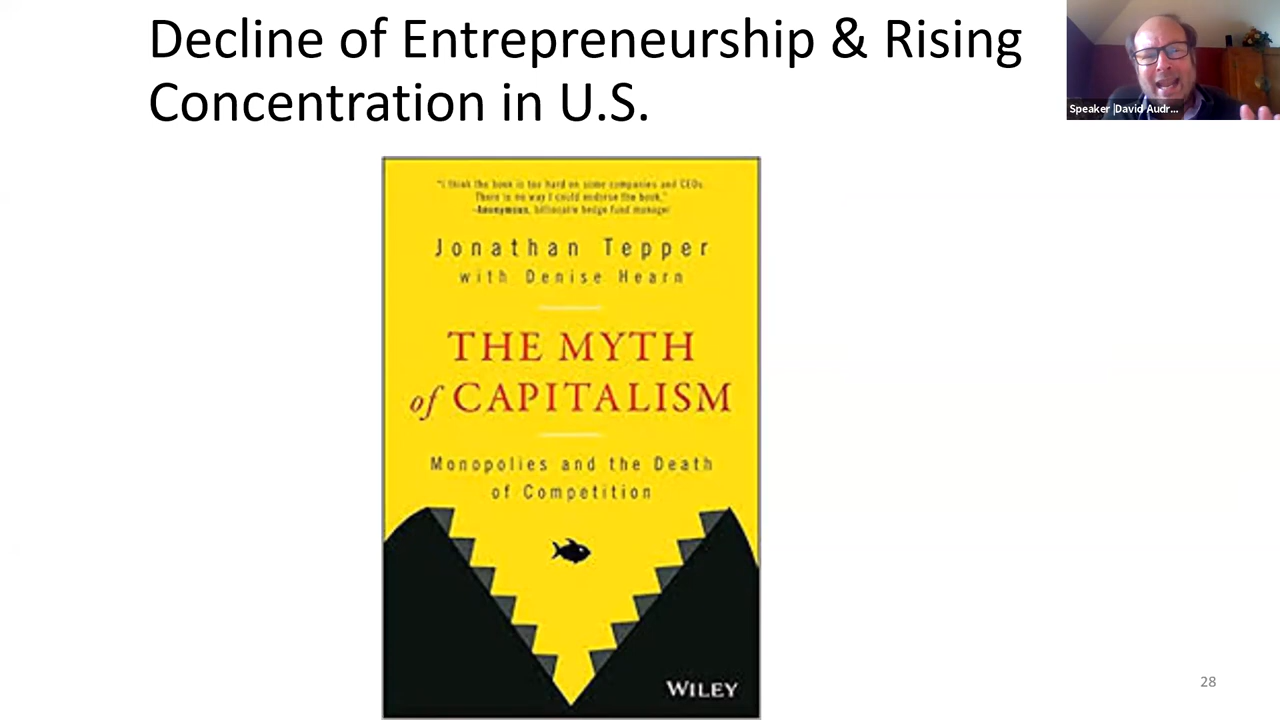 Decline of Entrepreneurship & Rising
Concentration in U.S.
Speaker |David Audr...
"I think the book is too hard on some companies and CEOs.
There is no way I could endorse the book."
-Anonymous, billionaire hedge fund manager
Jonathan Tepper
with Denise Hearn
THE MYTH
of CAPITALISM
Monopolies and the Death
of Competition
WILEY
28